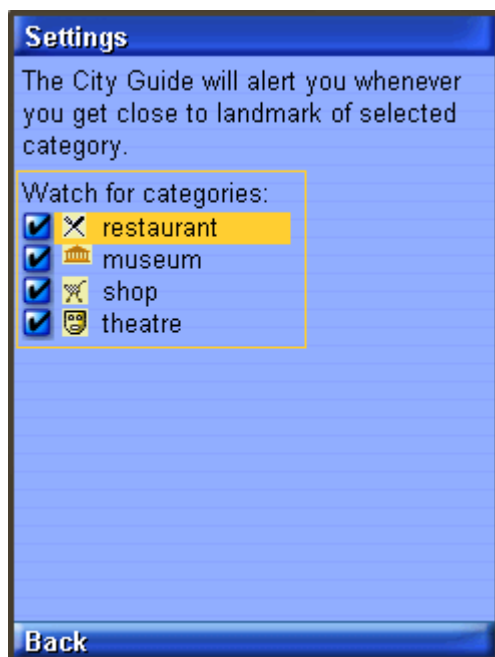 Settings
The City Guide will alert you whenever
you get close to landmark of selected
category.
Watch for categories:
restaurant
museum
shop
theatre
Back